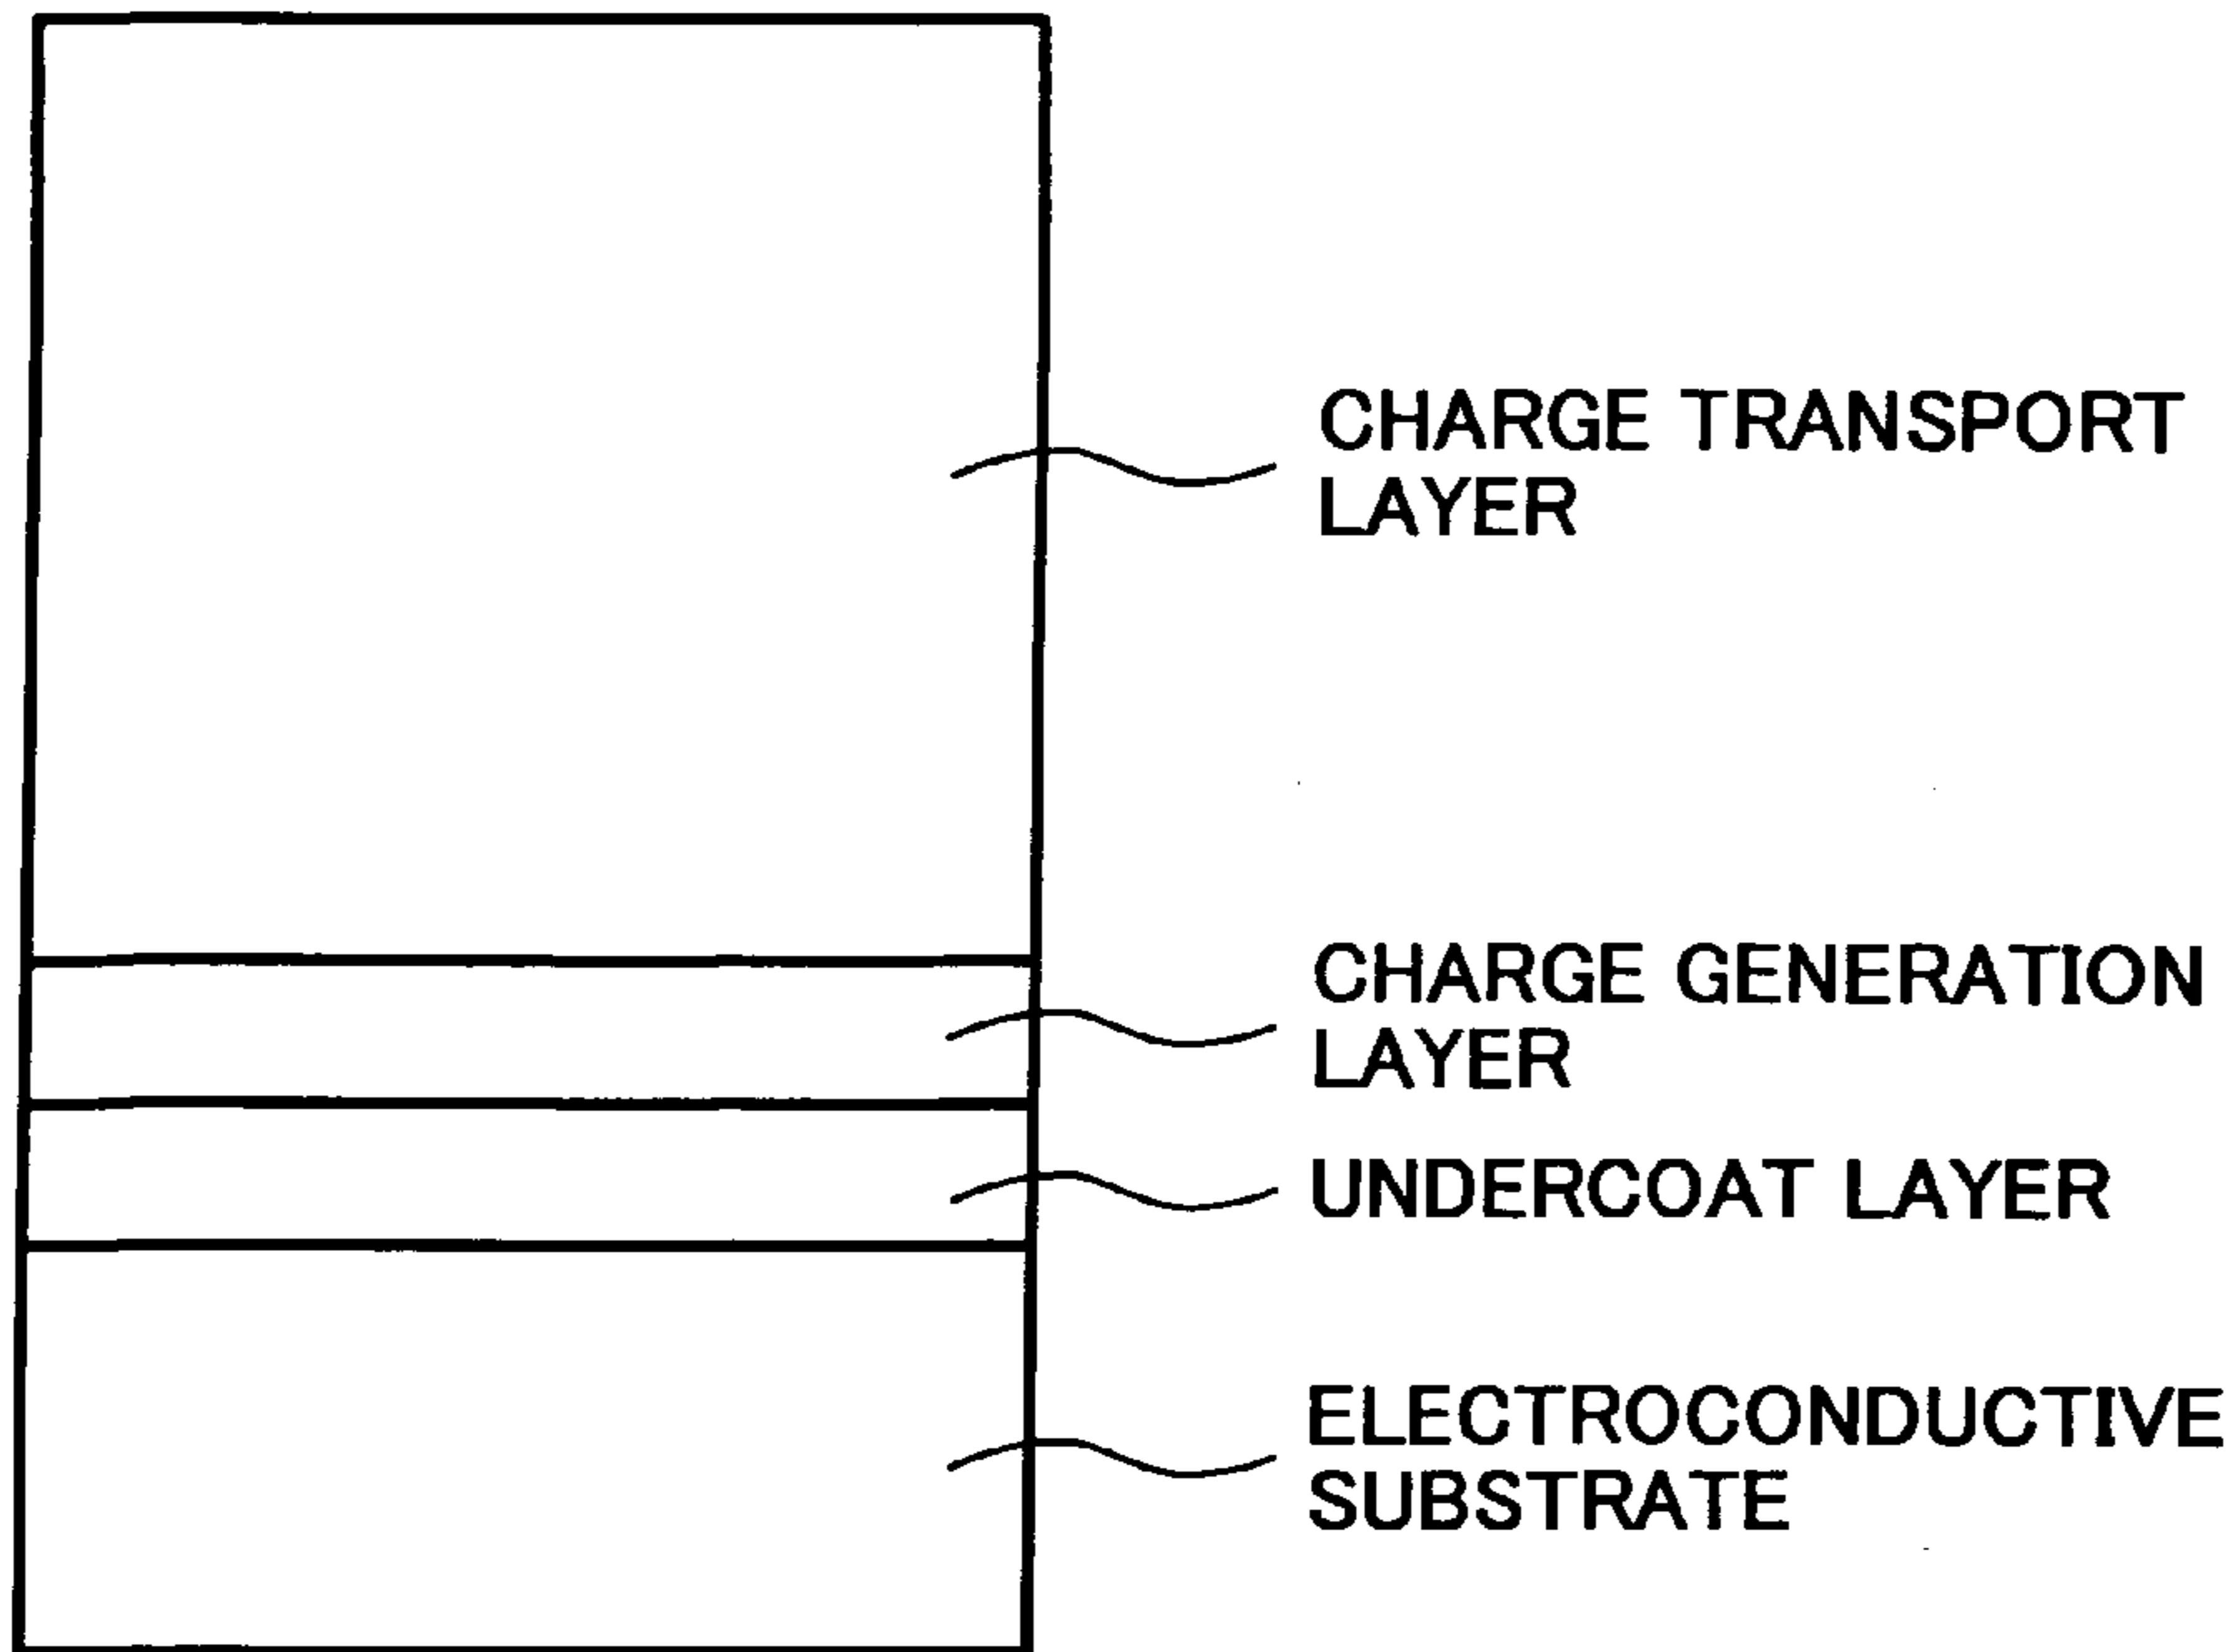 CHARGE TRANSPORT
LAYER
CHARGE GENERATION
LAYER
UNDERCOAT LAYER
ELECTROCONDUCTIVE
SUBSTRATE